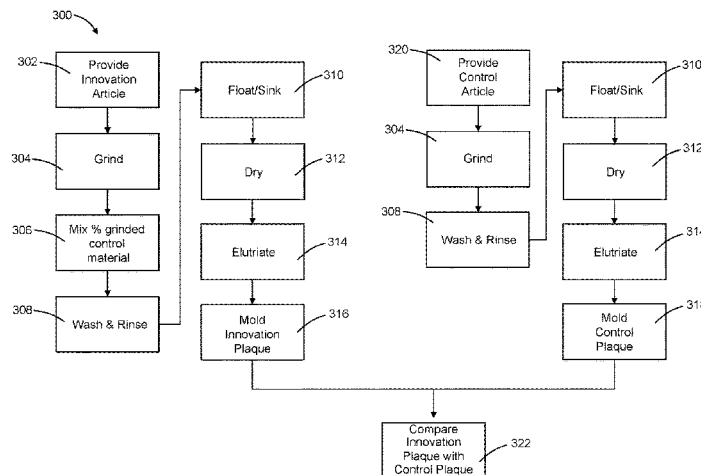 300
302
Provide
Innovation
Article
304
Grind
306
Mix % grinded
control
material
308
Wash & Rinse
310
Float/Sink
312
Dry
314
Elutriate
316
Mold
Innovation
Plaque
320
Provide
Control
Article
304
Grind
308
Wash & Rinse
310
Float/Sink
312
Dry
314
Elutriate
Mold
Control
Plaque
Compare
Innovation
Plaque with
Control Plaque
322